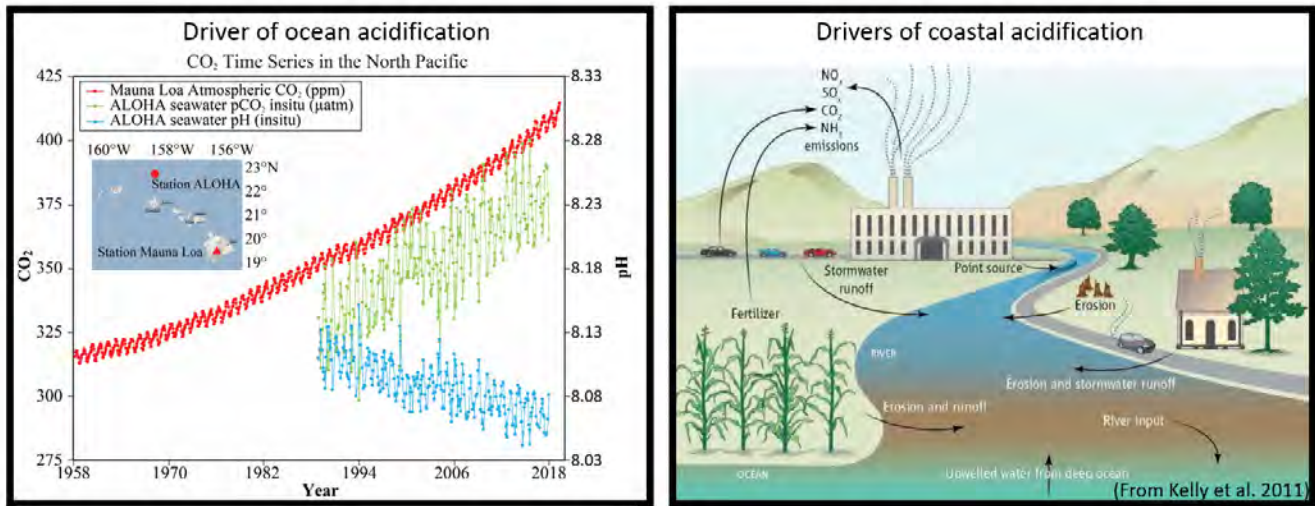 Driver of ocean acidification
CO₂ Time Series in the North Pacific
425
400
375
350
325
300
275
CO₂
8.33
8.28
8.23
8.18
8.13
8.08
8.03
pH
Mauna Loa Atmospheric CO₂ (ppm)
ALOHA seawater pCO₂ insitu (µatm)
ALOHA seawater pH (insitu)
160°W 158°W 156°W
23°N
Station ALOHA
22°
21°
20°
Station Mauna Loa
19°
1958 1970 1982 1994 2006 2018
Year
Drivers of coastal acidification
NOₓ
SOₓ
CO₂
NH₃
emissions
Stormwater
runoff
Point source
Fertilizer
Erosion
RIVER
Erosion and stormwater runoff
Erosion and runoff
River input
OCEAN
Upwelled water from deep ocean
(From Kelly et al. 2011)